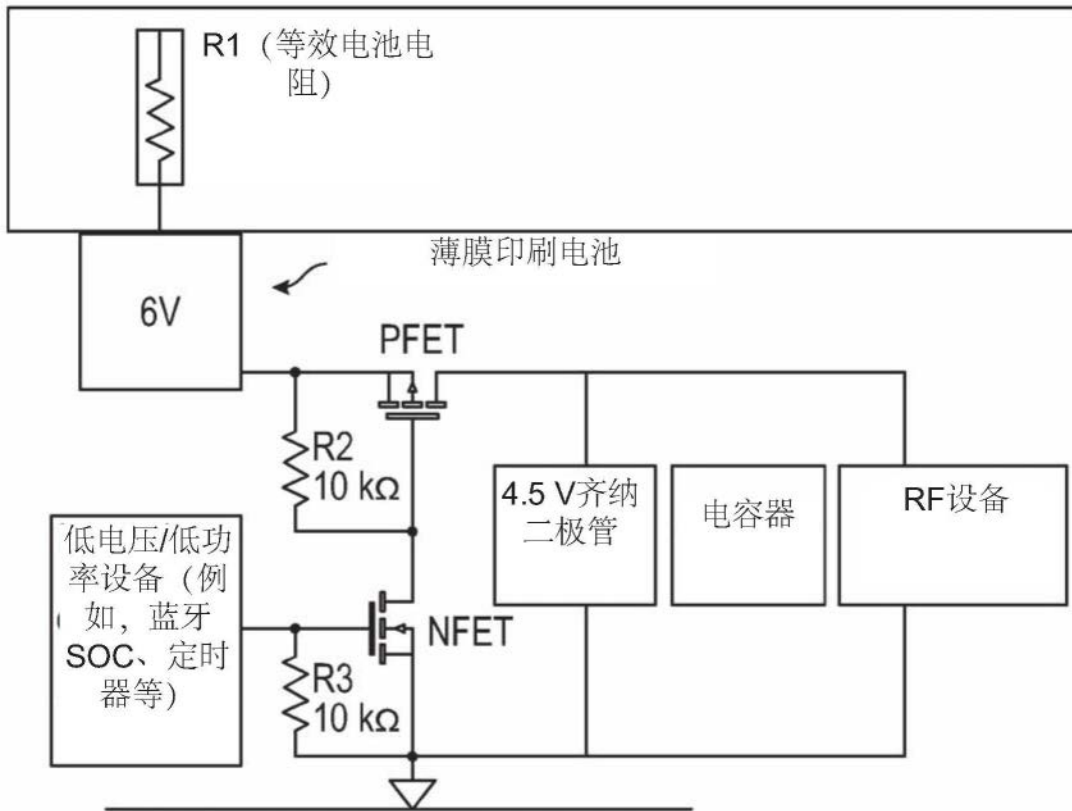 R1（等效电池电
阻）
薄膜印刷电池
6V
PFET
R2
10 kΩ
4.5 V齐纳
二极管
电容器
RF设备
低电压/低功
率设备（例
如，蓝牙
SOC、定时
器等）
NFET
R3
10 kΩ